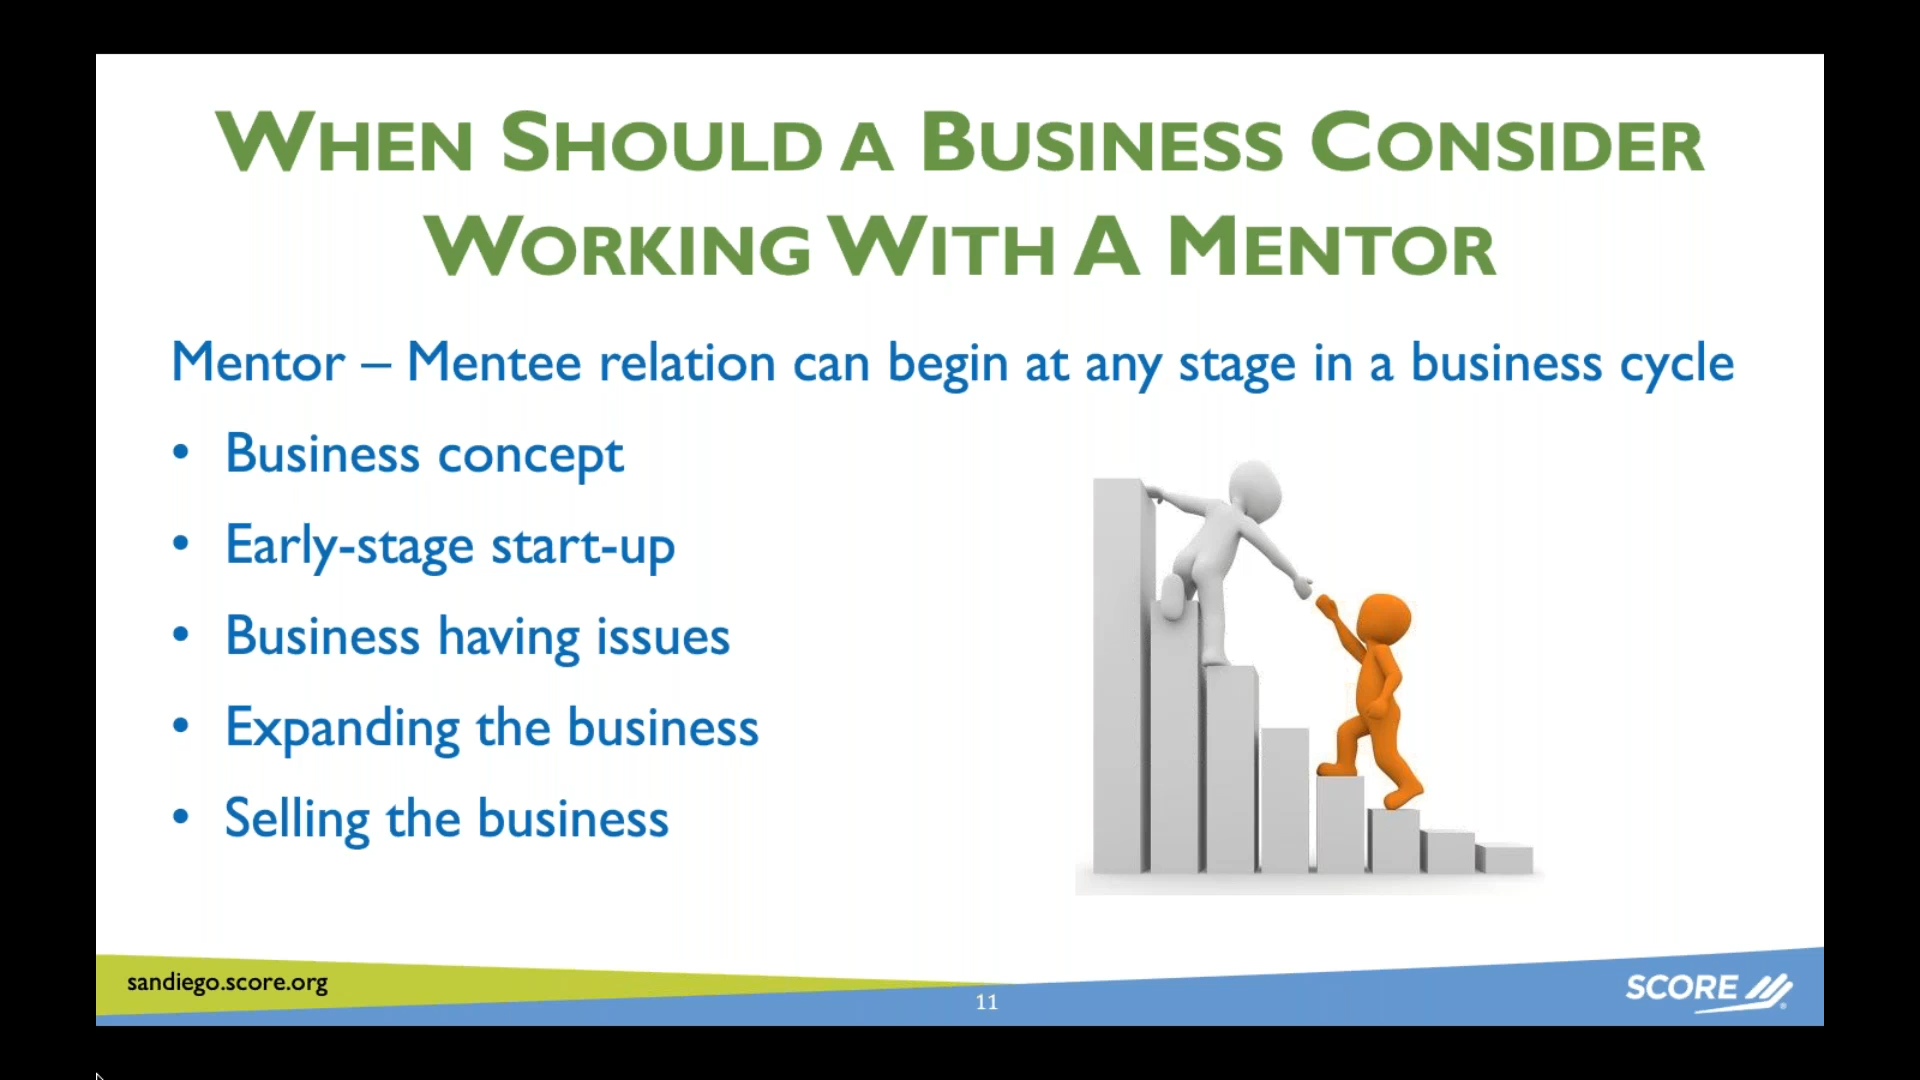 WHEN SHOULD A BUSINESS CONSIDER
WORKING WITH A MENTOR
Mentor – Mentee relation can begin at any stage in a business cycle
• Business concept
• Early-stage start-up
• Business having issues
• Expanding the business
• Selling the business
sandiego.score.org
11
SCORE